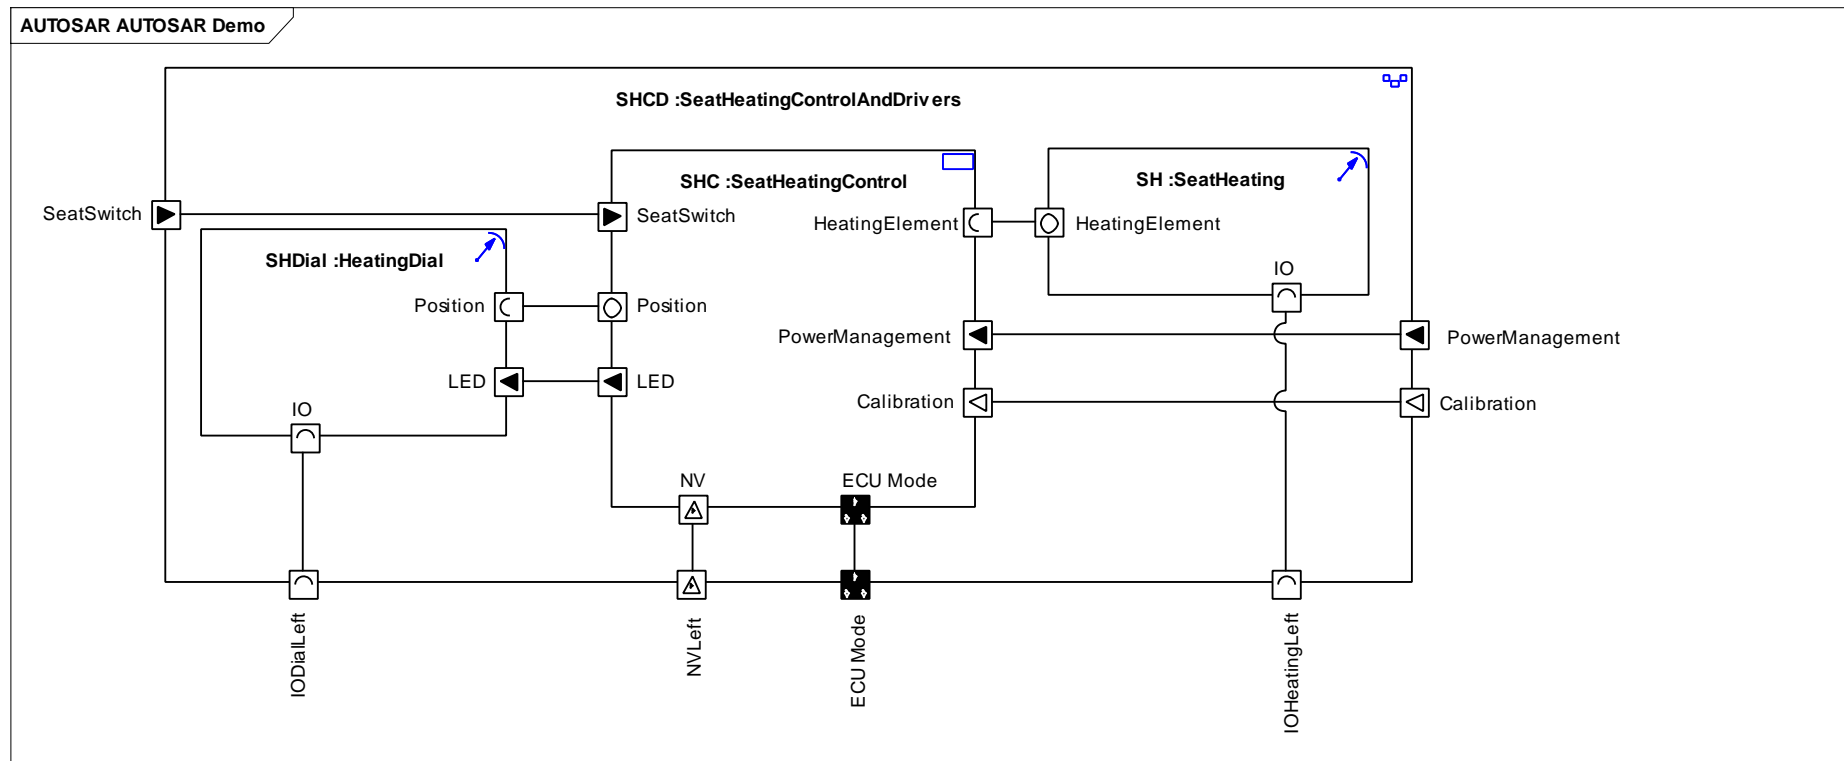 AUTOSAR AUTOSAR Demo
SHCD :SeatHeatingControlAndDrivers
SHC :SeatHeatingControl
SH :SeatHeating
SeatSwitch
SeatSwitch
HeatingElement
HeatingElement
SHDial :HeatingDial
IO
Position
Position
PowerManagement
PowerManagement
LED
LED
Calibration
Calibration
IO
NV
ECU Mode
IODialLeft
NVLeft
ECU Mode
IOHeatingLeft